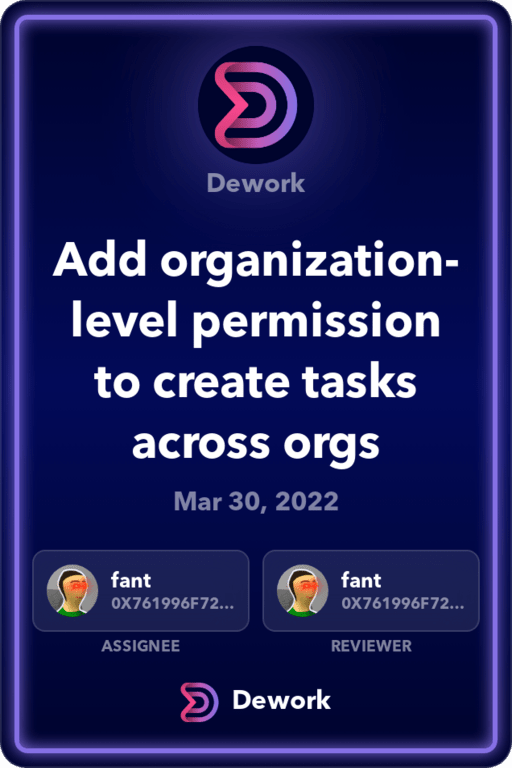 Dework
Add organization-
level permission
to create tasks
across orgs
Mar 30, 2022
fant
0X761996F72...
ASSIGNEE
fant
0X761996F72...
REVIEWER
Dework